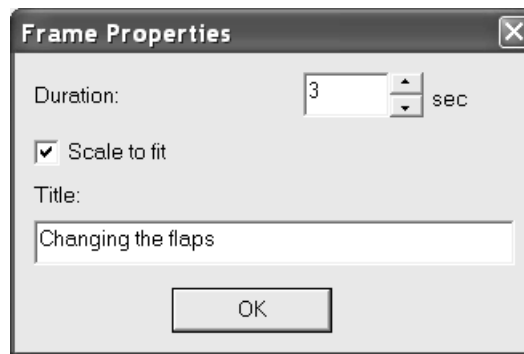 Frame Properties
Duration: 3 sec
Scale to fit
Title:
Changing the flaps
OK